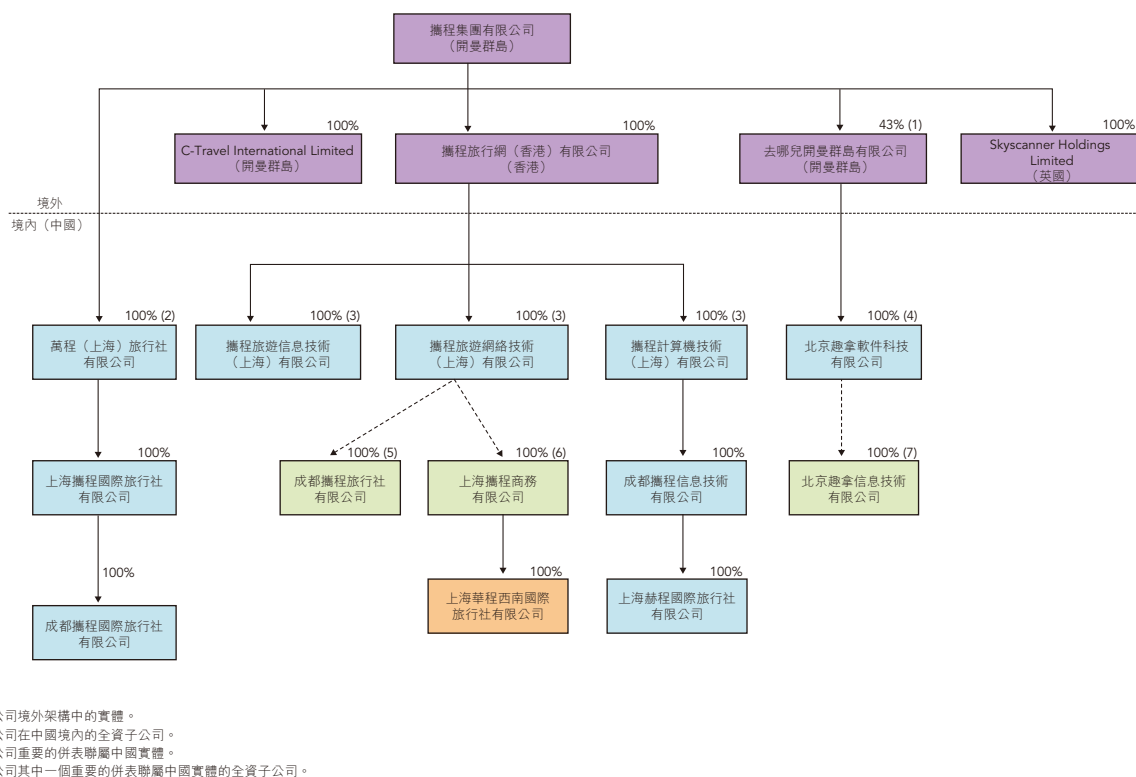 攜程集團有限公司
（開曼群島）
100%
100%
43% (1)
100%
C-Travel International Limited
（開曼群島）
攜程旅行網（香港）有限公司
（香港）
去哪兒開曼群島有限公司
（開曼群島）
Skyscanner Holdings
Limited
（英國）
境外
境內（中國）
100% (2)
100% (3)
100% (3)
100% (3)
100% (4)
萬程（上海）旅行社
有限公司
攜程旅遊信息技術
（上海）有限公司
攜程旅遊網絡技術
（上海）有限公司
攜程計算機技術
（上海）有限公司
北京趣拿軟件科技
有限公司
100%
100% (5)
100% (6)
100%
100% (7)
上海攜程國際旅行社
有限公司
成都攜程旅行社
有限公司
上海攜程商務
有限公司
成都攜程信息技術
有限公司
北京趣拿信息技術
有限公司
100%
100%
100%
成都攜程國際旅行社
有限公司
上海華程西南國際
旅行社有限公司
上海赫程國際旅行社
有限公司
公司境外架構中的實體。
公司在中國境內的全資子公司。
公司重要的併表聯屬中國實體。
公司其中一個重要的併表聯屬中國實體的全資子公司。